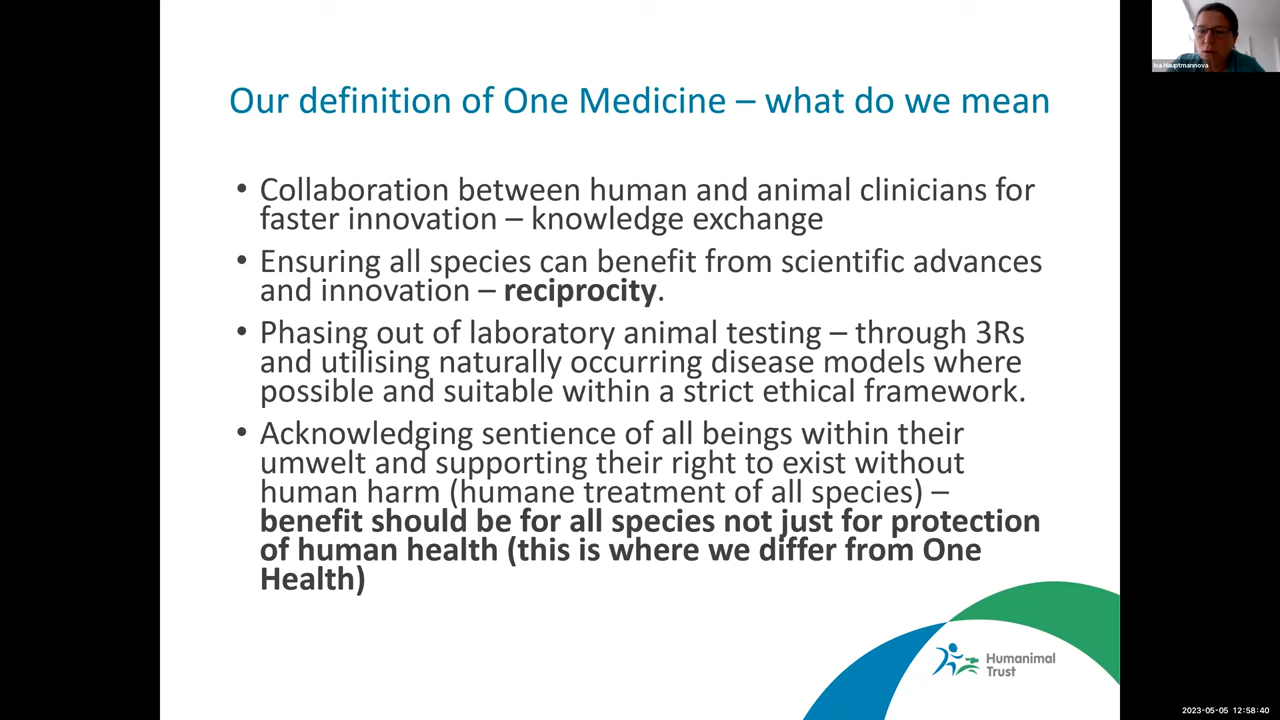 Iva Hauptmannova
Our definition of One Medicine – what do we mean
• Collaboration between human and animal clinicians for
faster innovation – knowledge exchange
• Ensuring all species can benefit from scientific advances
and innovation – reciprocity.
• Phasing out of laboratory animal testing – through 3Rs
and utilising naturally occurring disease models where
possible and suitable within a strict ethical framework.
• Acknowledging sentience of all beings within their
umwelt and supporting their right to exist without
human harm (humane treatment of all species) –
benefit should be for all species not just for protection
of human health (this is where we differ from One
Health)
Humanimal
Trust
2023-05-05 12:58:40